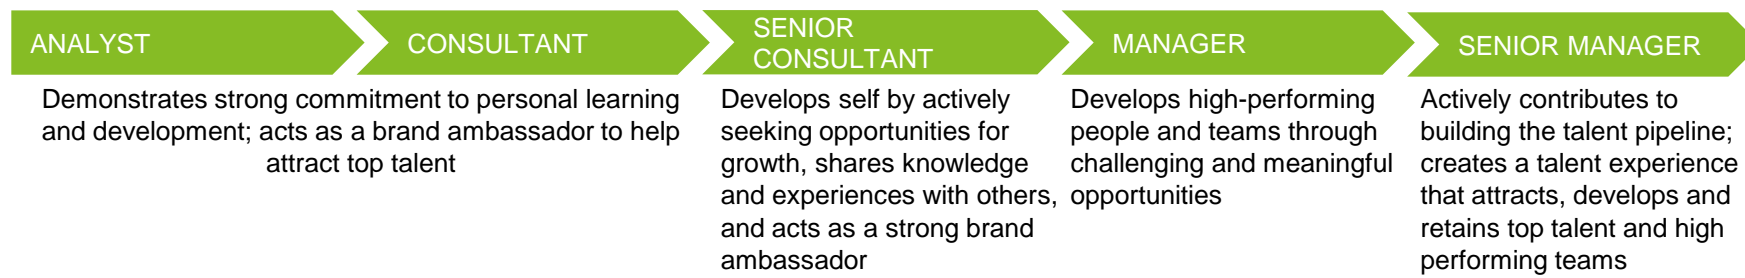 ANALYST
CONSULTANT
SENIOR
CONSULTANT
MANAGER
SENIOR MANAGER
Demonstrates strong commitment to personal learning
and development; acts as a brand ambassador to help
attract top talent
Develops self by actively
seeking opportunities for
growth, shares knowledge
and experiences with others,
and acts as a strong brand
ambassador
Develops high-performing
people and teams through
challenging and meaningful
opportunities
Actively contributes to
building the talent pipeline;
creates a talent experience
that attracts, develops and
retains top talent and high
performing teams